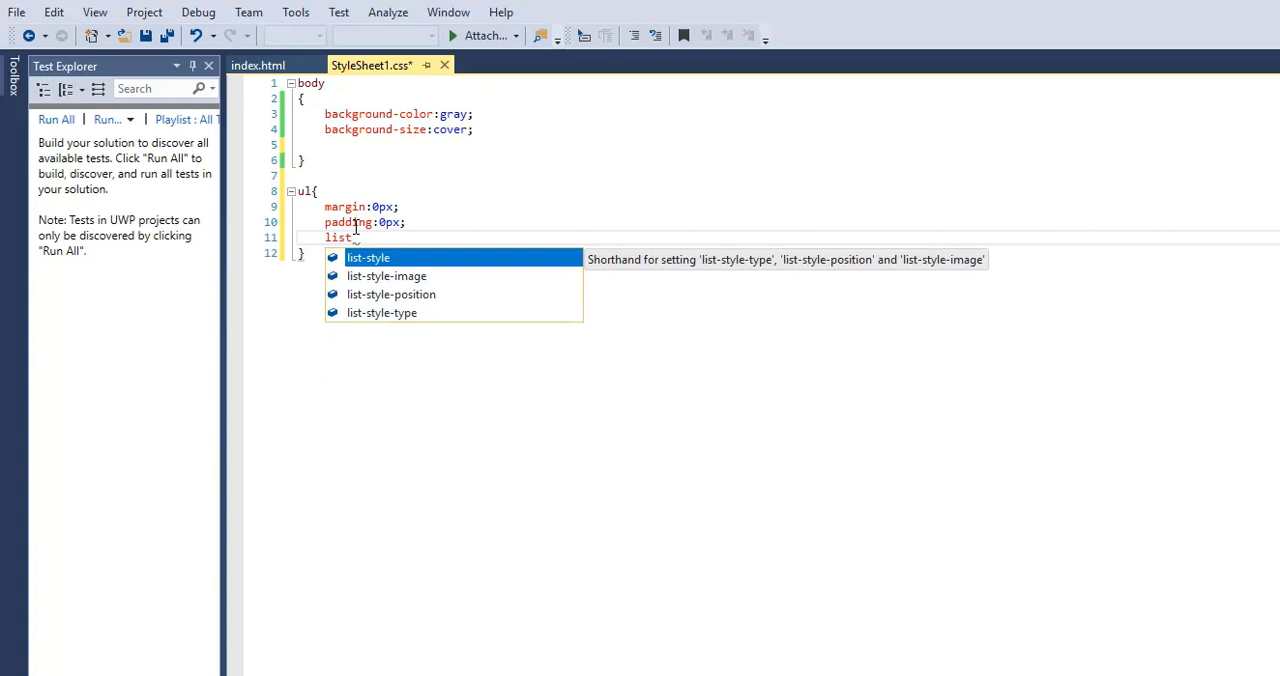 File Edit View Project Debug Team Tools Test Analyze Window Help
Attach...
Toolbox
Test Explorer
Search
Run All Run... Playlist : All T
Build your solution to discover all
available tests. Click "Run All" to
build, discover, and run all tests in
your solution.
Note: Tests in UWP projects can
only be discovered by clicking
"Run All".
index.html StyleSheet1.css*
1 body
2 {
3 background-color:gray;
4 background-size:cover;
5
6 }
7
8 ul{
9 margin:0px;
10 padding:0px;
11 list
12 }
list-style
list-style-image
list-style-position
list-style-type
Shorthand for setting 'list-style-type', 'list-style-position' and 'list-style-image'